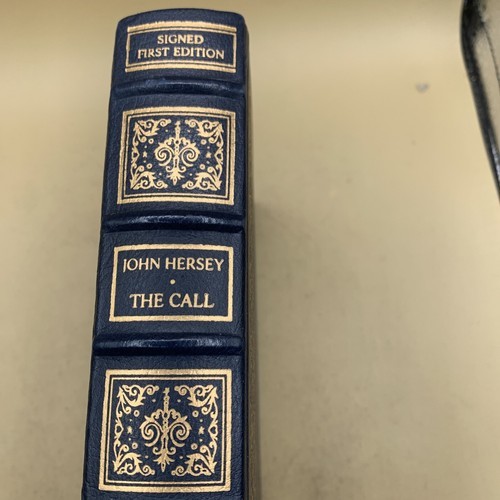 SIGNED
FIRST EDITION
JOHN HERSEY
•
THE CALL